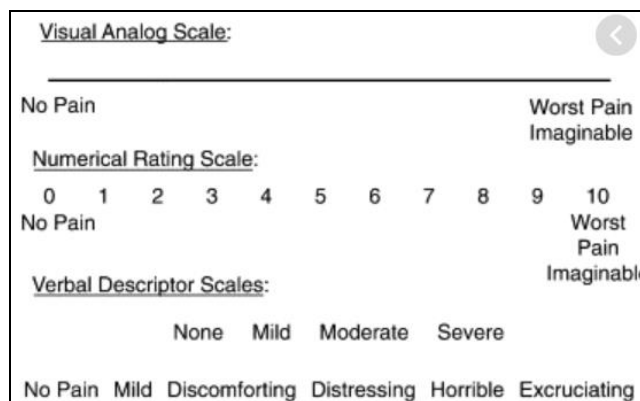 Visual Analog Scale:
No Pain
Worst Pain
Imaginable
Numerical Rating Scale:
0 1 2 3 4 5 6 7 8 9 10
No Pain
Worst
Pain
Imaginable
Verbal Descriptor Scales:
None Mild Moderate Severe
No Pain Mild Discomforting Distressing Horrible Excruciating